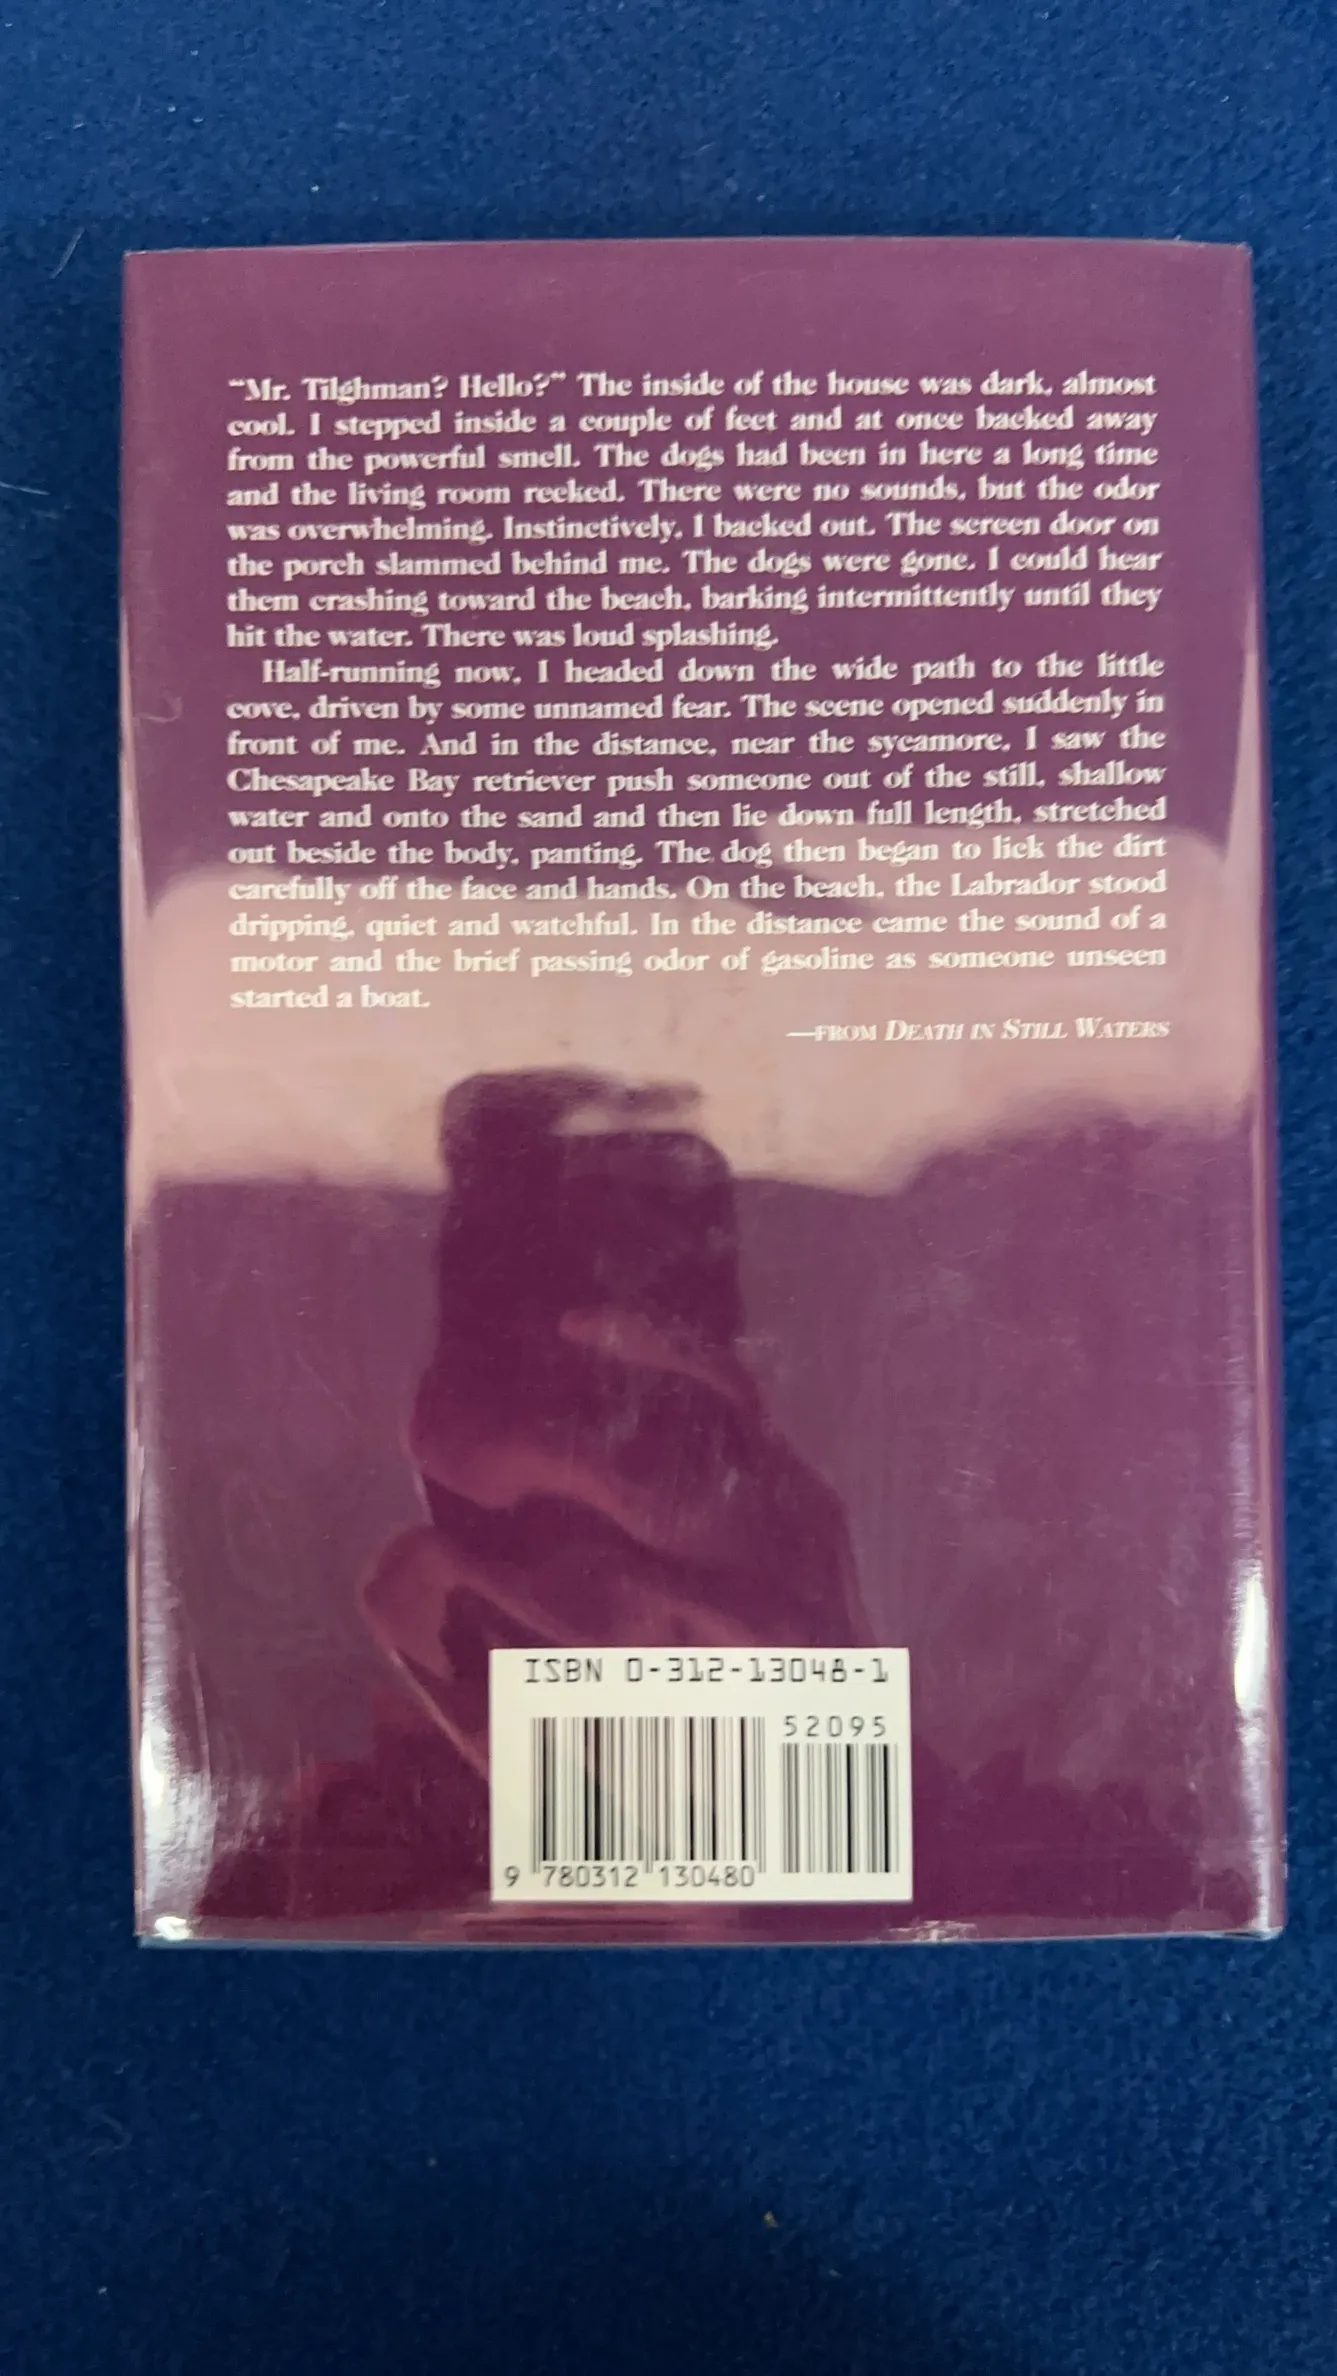 “Mr. Tilghman? Hello?” The inside of the house was dark, almost
cool. I stepped inside a couple of feet and at once backed away
from the powerful smell. The dogs had been in here a long time
and the living room reeked. There were no sounds, but the odor
was overwhelming. Instinctively, I backed out. The screen door on
the porch slammed behind me. The dogs were gone. I could hear
them crashing toward the beach, barking intermittently until they
hit the water. There was loud splashing.
Half-running now, I headed down the wide path to the little
cove, driven by some unnamed fear. The scene opened suddenly in
front of me. And in the distance, near the sycamore, I saw the
Chesapeake Bay retriever push someone out of the still, shallow
water and onto the sand and then lie down full length, stretched
out beside the body, panting. The dog then began to lick the dirt
carefully off the face and hands. On the beach, the Labrador stood
dripping, quiet and watchful. In the distance came the sound of a
motor and the brief passing odor of gasoline as someone unseen
started a boat.
—FROM DEATH IN STILL WATERS
ISBN 0-312-13048-1
52095
9 780312 130480